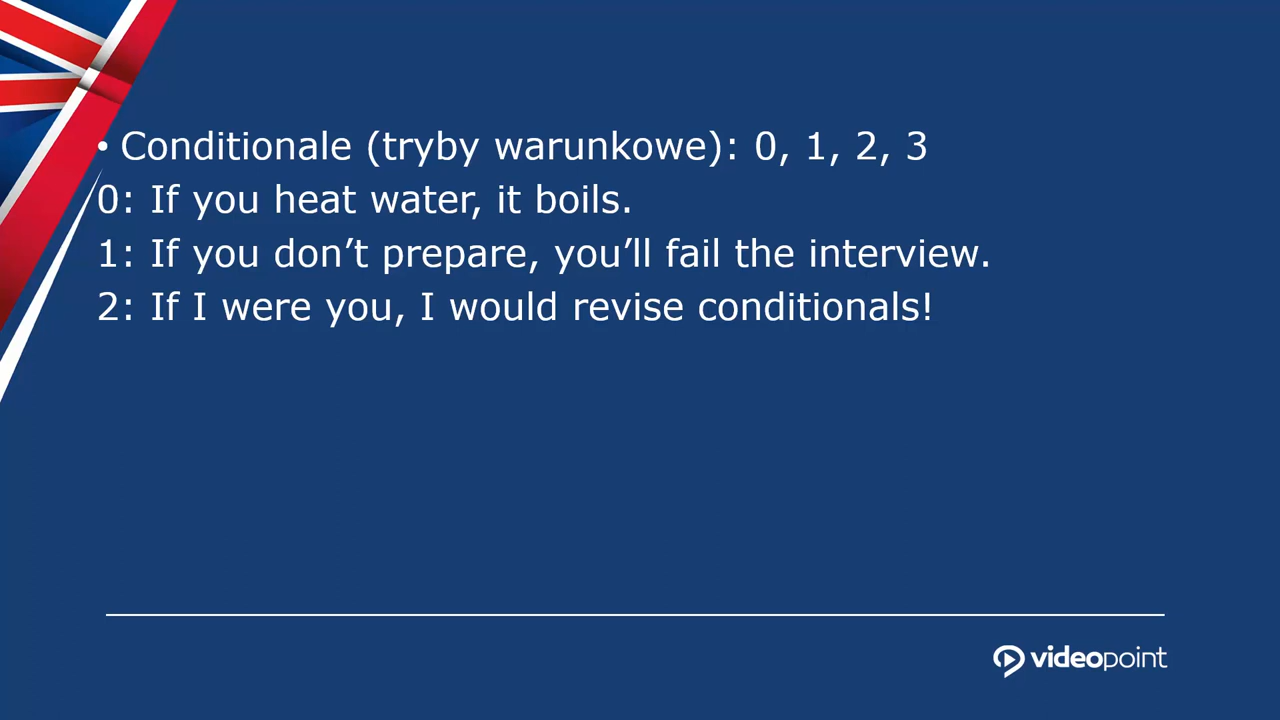 • Conditionale (tryby warunkowe): 0, 1, 2, 3
0: If you heat water, it boils.
1: If you don’t prepare, you’ll fail the interview.
2: If I were you, I would revise conditionals!
videopoint